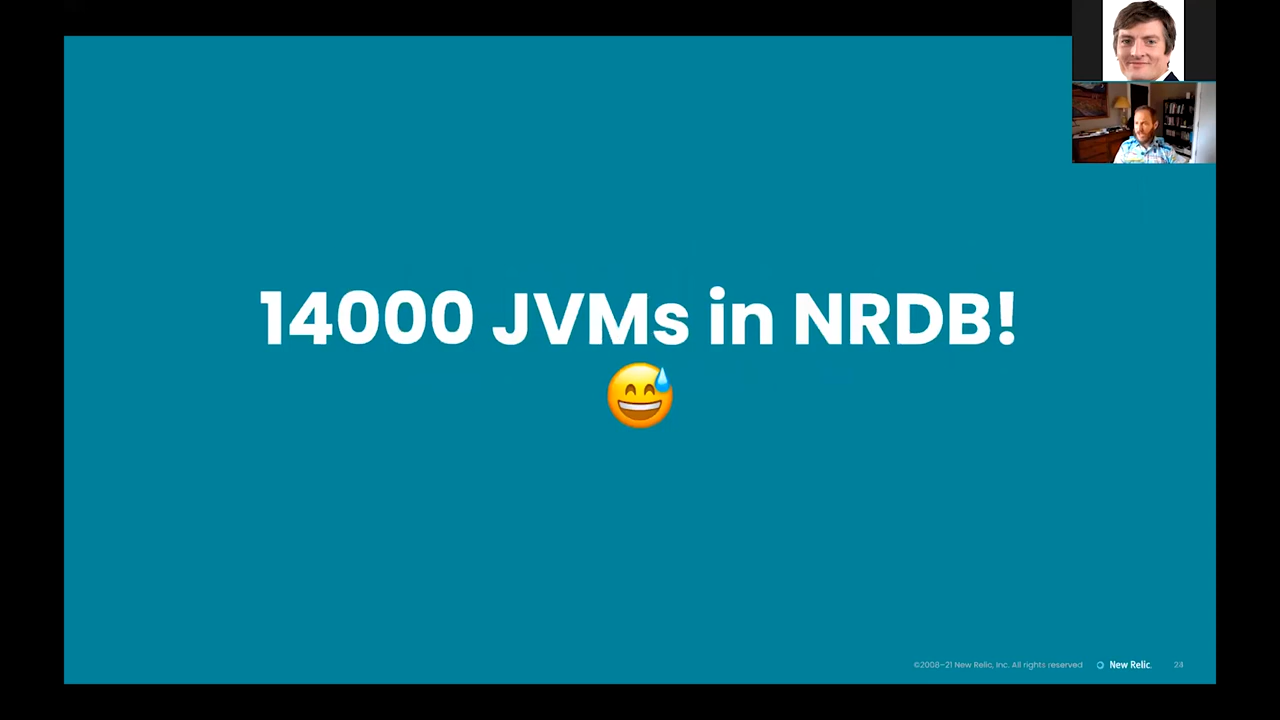 14000 JVMs in NRDB!
©2008–21 New Relic, Inc. All rights reserved
New Relic.
23